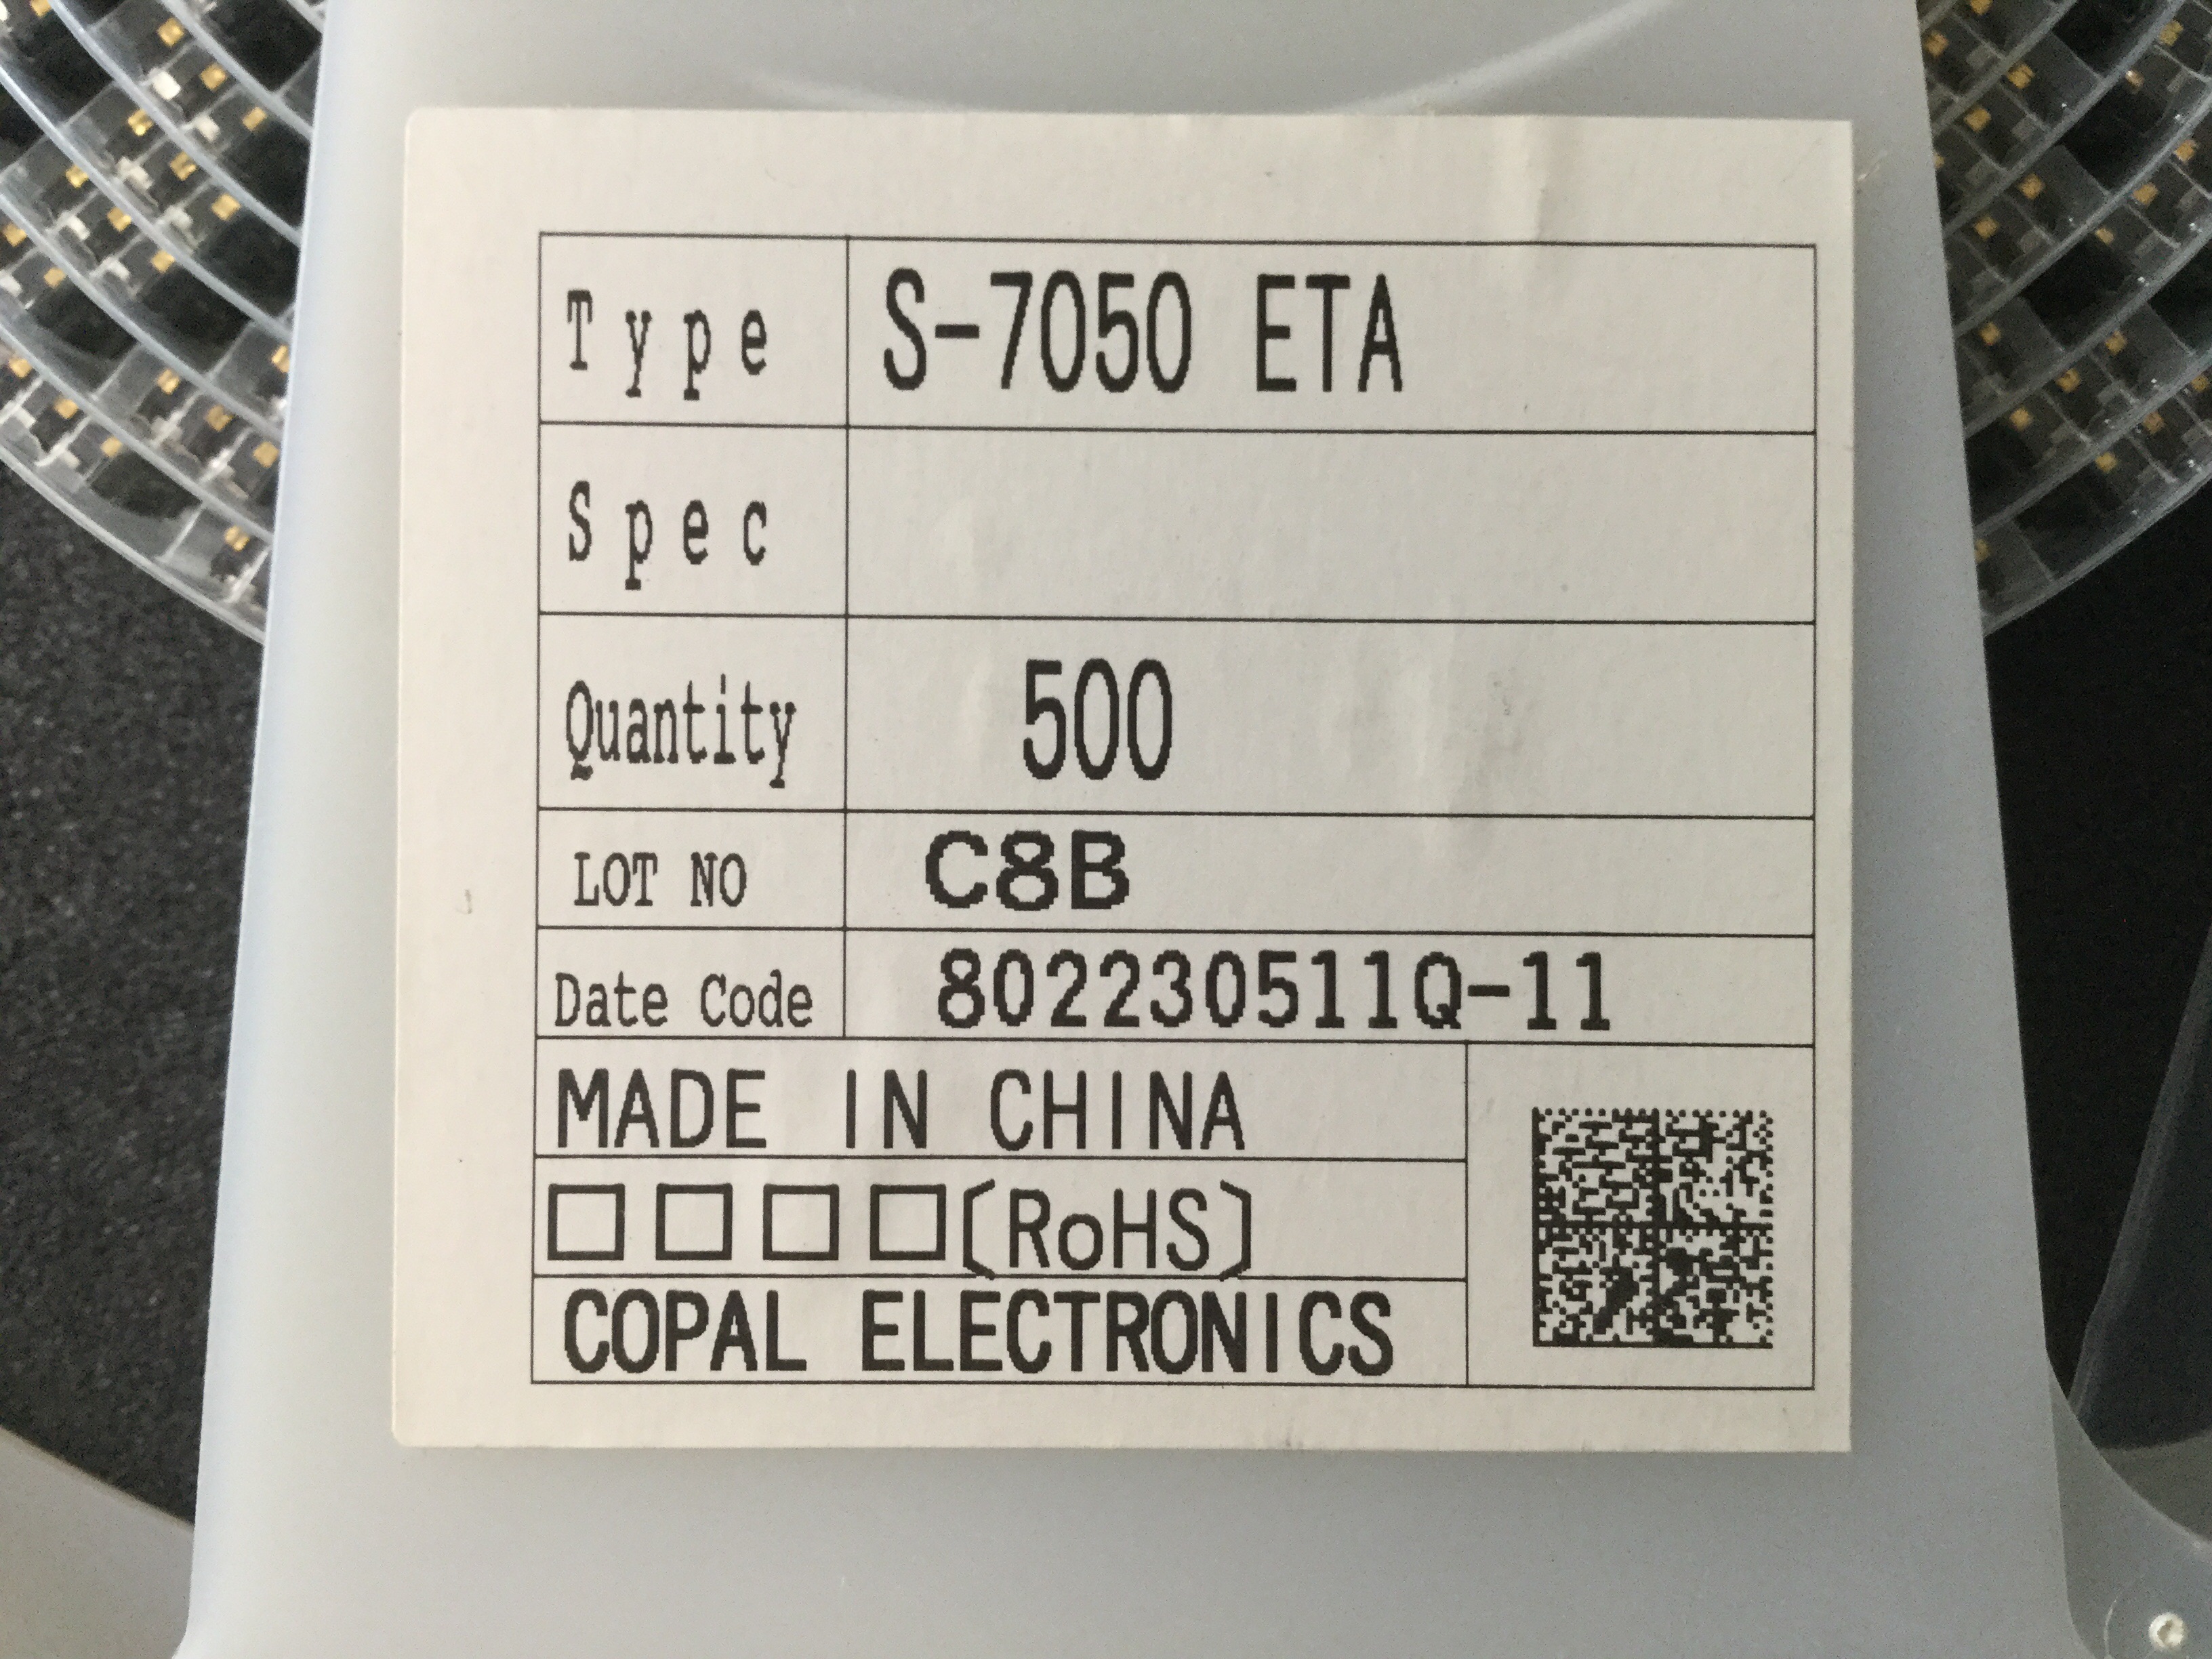 Type S-7050 ETA
Spec
Quantity 500
LOT NO C8B
Date Code 802230511Q-11
MADE IN CHINA
□□□□(RoHS)
COPAL ELECTRONICS